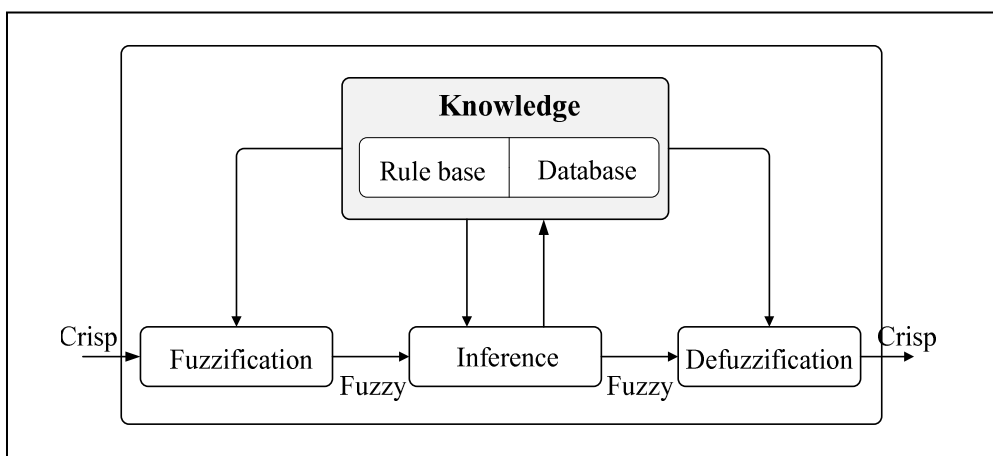 Knowledge
Rule base
Database
Crisp
Fuzzification
Fuzzy
Inference
Fuzzy
Defuzzification
Crisp